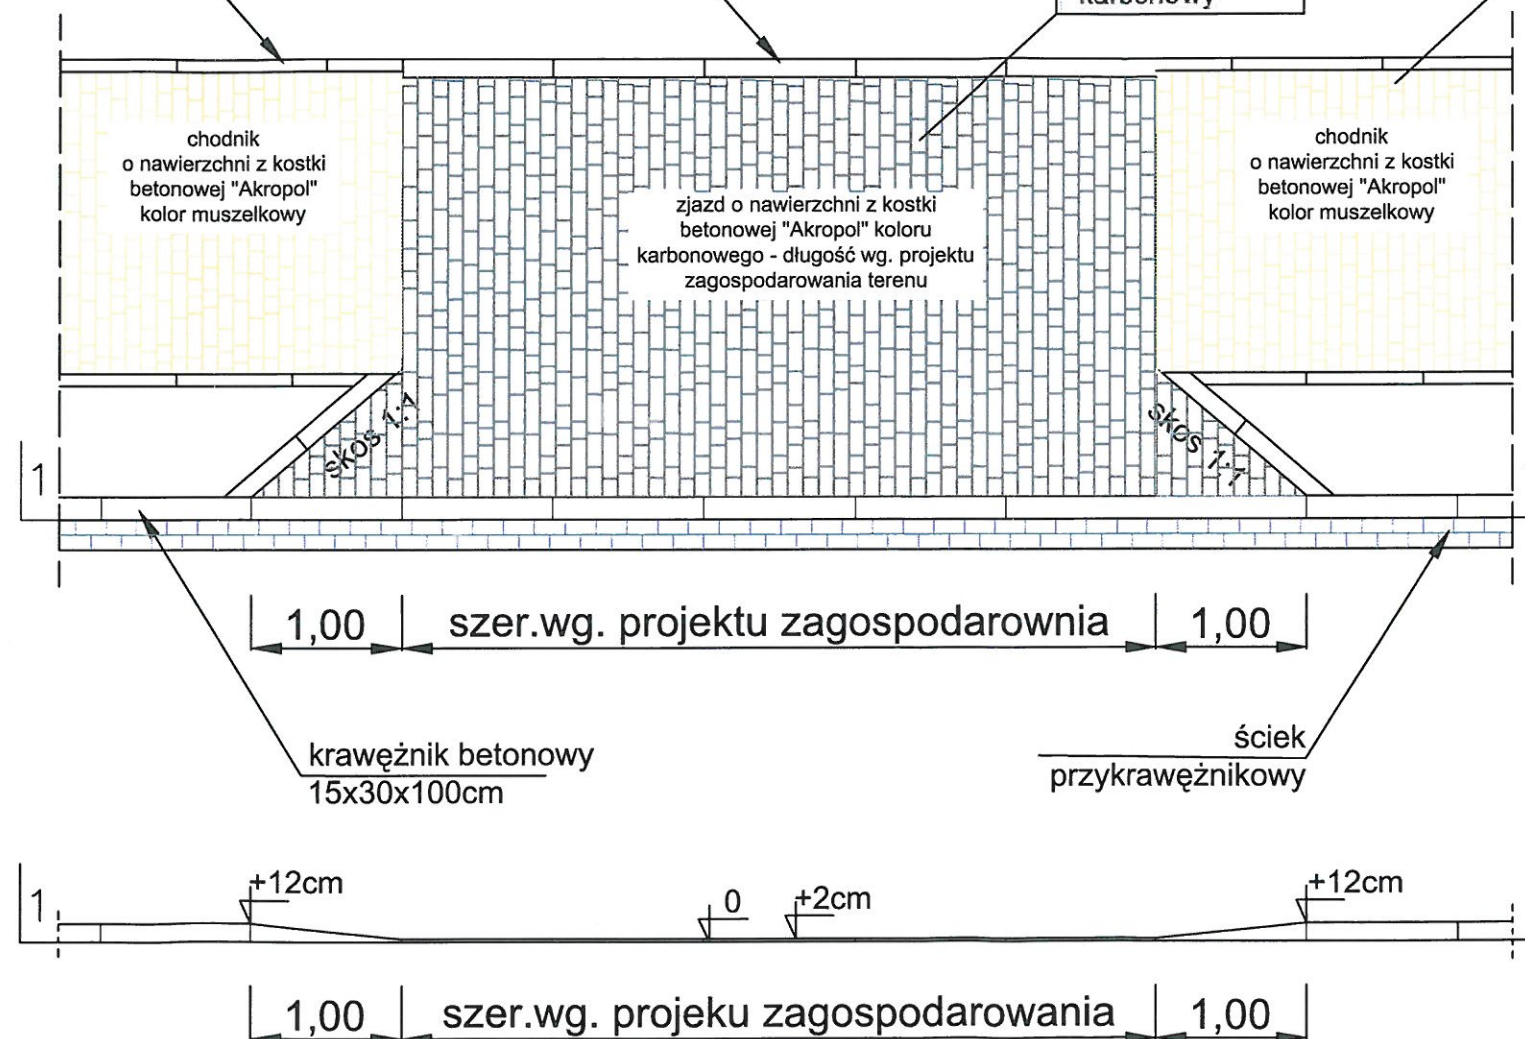 karbonowy
chodnik
o nawierzchni z kostki
betonowej "Akropol"
kolor muszelkowy
zjazd o nawierzchni z kostki
betonowej "Akropol" koloru
karbonowego - długość wg. projektu
zagospodarowania terenu
chodnik
o nawierzchni z kostki
betonowej "Akropol"
kolor muszelkowy
skos 1:1
skos 1:1
1
1,00
szer.wg. projektu zagospodarownia
1,00
krawężnik betonowy
15x30x100cm
ściek
przykrawężnikowy
1
+12cm
0
+2cm
+12cm
1,00
szer.wg. projeku zagospodarowania
1,00